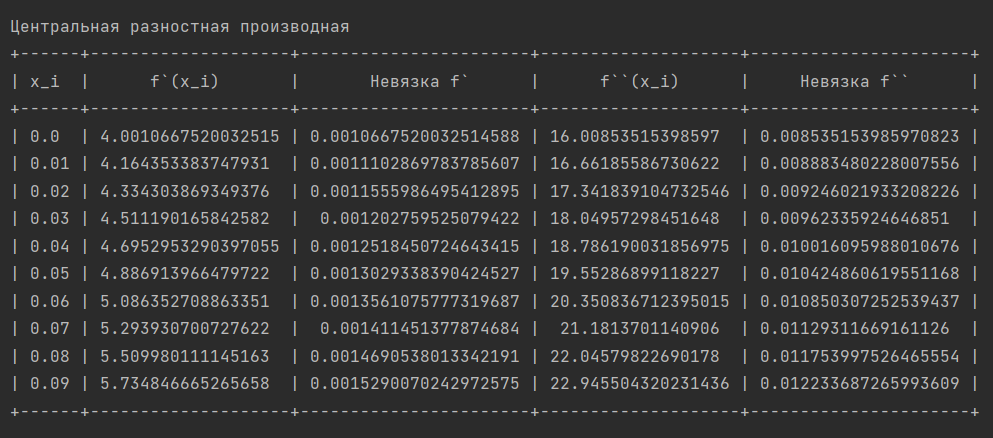 Центральная разностная производная
+------+--------------------+-----------------------+--------------------+----------------------+
| x_i  |      f`(x_i)       |       Невязка f`      |     f``(x_i)       |     Невязка f``      |
+------+--------------------+-----------------------+--------------------+----------------------+
| 0.0  | 4.0010667520032515 | 0.0010667520032514588 | 16.00853515398597  | 0.008535153985970823 |
| 0.01 | 4.164353383747931  | 0.0011102869783785607 | 16.66185586730622  | 0.008883480228007556 |
| 0.02 | 4.334303869349376  | 0.0011555986495412895 | 17.341839104732546 | 0.009246021933208226 |
| 0.03 | 4.511190165842582  |  0.001202759525079422 | 18.04957298451648  | 0.00962335924646851  |
| 0.04 | 4.6952953290397055 | 0.0012518450724643415 | 18.786190031856975 | 0.010016095988010676 |
| 0.05 | 4.886913966479722  | 0.0013029338390424527 | 19.55286899118227  | 0.010424860619551168 |
| 0.06 | 5.086352708863351  | 0.0013561075777319687 | 20.350836712395015 | 0.010850307252539437 |
| 0.07 | 5.293930700727622  |  0.001411451377874684 |  21.1813701140906  | 0.01129311669161126  |
| 0.08 | 5.509980111145163  | 0.0014690538013342191 | 22.04579822690178  | 0.011753997526465554 |
| 0.09 | 5.734846665265658  | 0.0015290070242972575 | 22.945504320231436 | 0.012233687265993609 |
+------+--------------------+-----------------------+--------------------+----------------------+